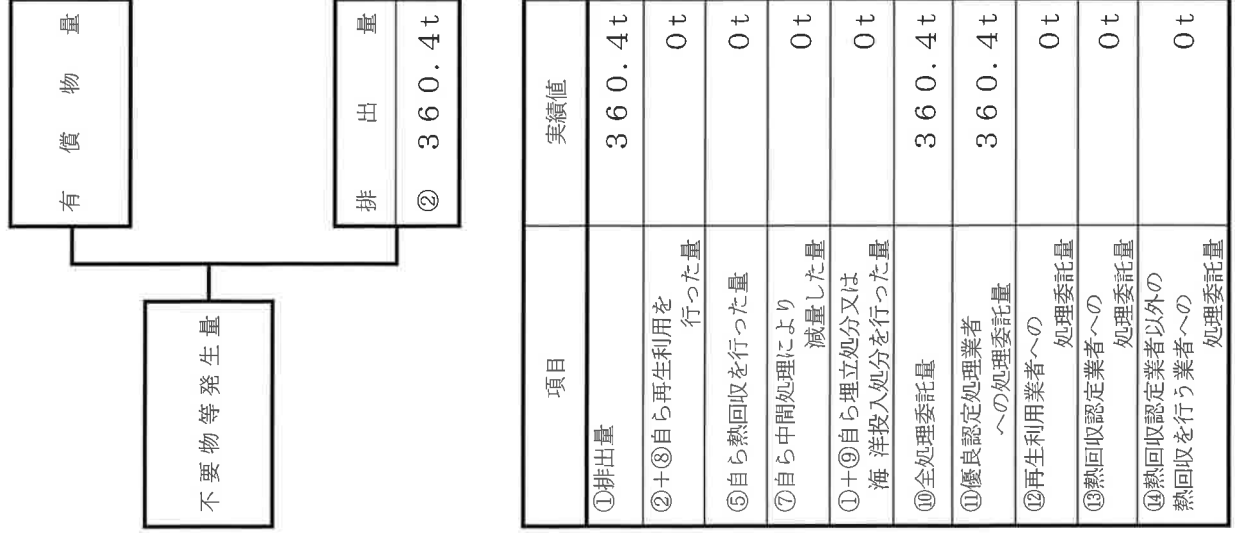 有 償 物 量
不要物等発生量
排 出 量
② 360.4t
項目
実績値
①排出量
360.4t
②+⑧自ら再生利用を
行った量
0t
⑤自ら熱回収を行った量
0t
⑦自ら中間処理により
減量した量
0t
①+⑨自ら埋立処分又は
海洋投入処分を行った量
0t
⑩全処理委託量
360.4t
⑪優良認定処理業者
への処理委託量
360.4t
⑫再生利用業者への
処理委託量
0t
⑬熱回収認定業者への
処理委託量
0t
⑭熱回収認定業者以外の
熱回収を行う業者への
処理委託量
0t